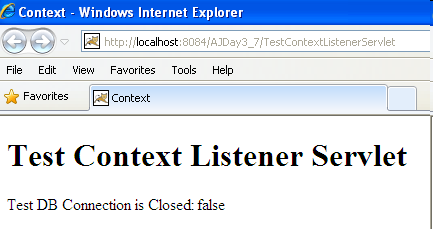 Context - Windows Internet Explorer
http://localhost:8084/AJDay3_7/TestContextListenerServlet
File Edit View Favorites Tools Help
Favorites Context
Test Context Listener Servlet
Test DB Connection is Closed: false